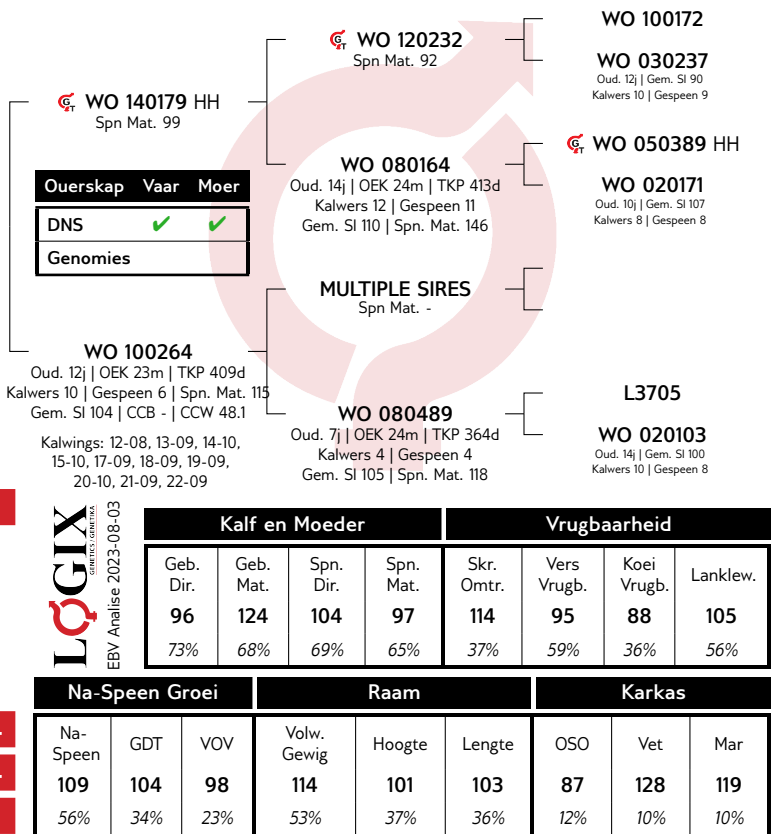 WO 100172
WO 120232
Spn Mat. 92
WO 030237
Oud. 12j | Gem. SI 90
Kalwers 10 | Gespeen 9
WO 140179 HH
Spn Mat. 99
WO 050389 HH
WO 080164
Oud. 14j | OEK 24m | TKP 413d
Kalwers 12 | Gespeen 11
Gem. SI 110 | Spn. Mat. 146
WO 020171
Oud. 10j | Gem. SI 107
Kalwers 8 | Gespeen 8
Ouerskap Vaar Moer
DNS ✔ ✔
Genomies
MULTIPLE SIRES
Spn Mat. -
WO 100264
Oud. 12j | OEK 23m | TKP 409d
Kalwers 10 | Gespeen 6 | Spn. Mat. 115
Gem. SI 104 | CCB - | CCW 48.1
Kalwings: 12-08, 13-09, 14-10,
15-10, 17-09, 18-09, 19-09,
20-10, 21-09, 22-09
L3705
WO 080489
Oud. 7j | OEK 24m | TKP 364d
Kalwers 4 | Gespeen 4
Gem. SI 105 | Spn. Mat. 118
WO 020103
Oud. 14j | Gem. SI 100
Kalwers 10 | Gespeen 8
LOGIX
GENETICS / GENETIKA
EBV Analise 2023-08-03
Kalf en Moeder Vrugbaarheid
Geb. Dir. Geb. Mat. Spn. Dir. Spn. Mat. Skr. Omtr. Vers Vrugb. Koei Vrugb. Lanklew.
96 124 104 97 114 95 88 105
73% 68% 69% 65% 37% 59% 36% 56%
Na-Speen Groei Raam Karkas
Na-Speen GDT VOV Volw. Gewig Hoogte Lengte OSO Vet Mar
109 104 98 114 101 103 87 128 119
56% 34% 23% 53% 37% 36% 12% 10% 10%